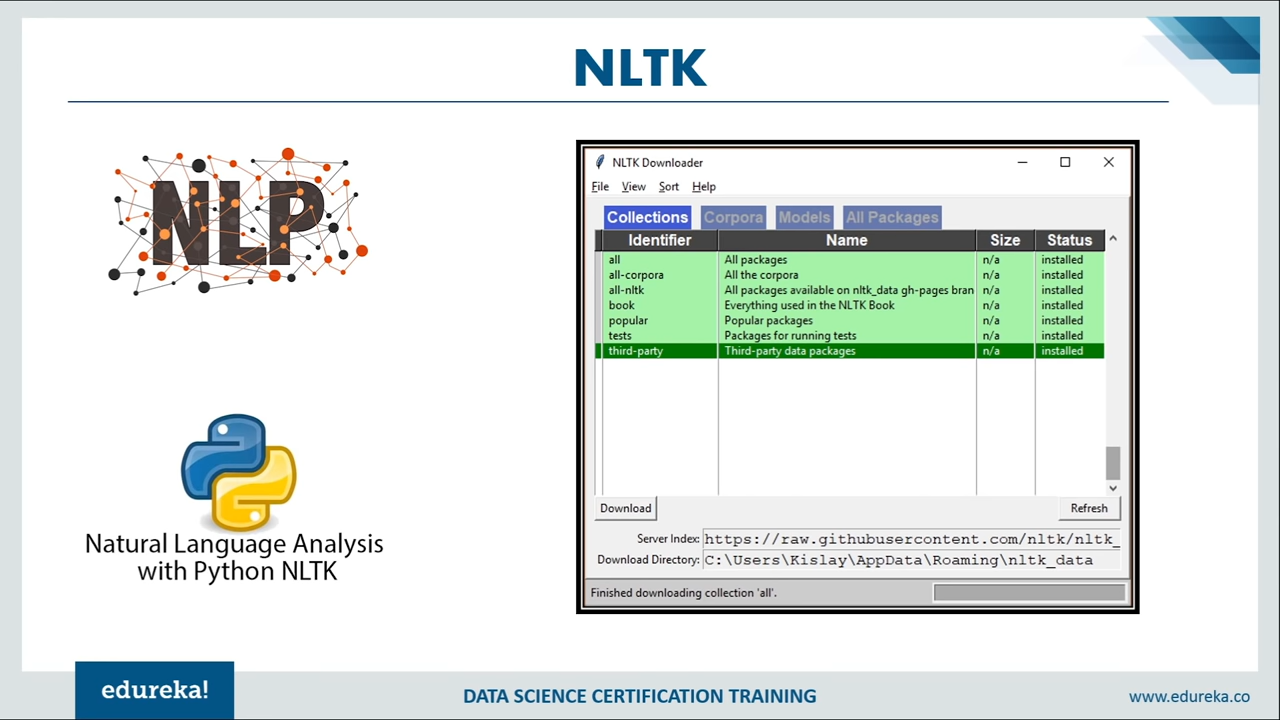 NLTK
NLP
Natural Language Analysis
with Python NLTK
NLTK Downloader
File View Sort Help
Collections Corpora Models All Packages
Identifier Name Size Status
all All packages n/a installed
all-corpora All the corpora n/a installed
all-nltk All packages available on nltk_data gh-pages bran n/a installed
book Everything used in the NLTK Book n/a installed
popular Popular packages n/a installed
tests Packages for running tests n/a installed
third-party Third-party data packages n/a installed
Download Refresh
Server Index: https://raw.githubusercontent.com/nltk/nltk_
Download Directory: C:\Users\Kislay\AppData\Roaming\nltk_data
Finished downloading collection 'all'.
edureka! DATA SCIENCE CERTIFICATION TRAINING www.edureka.co